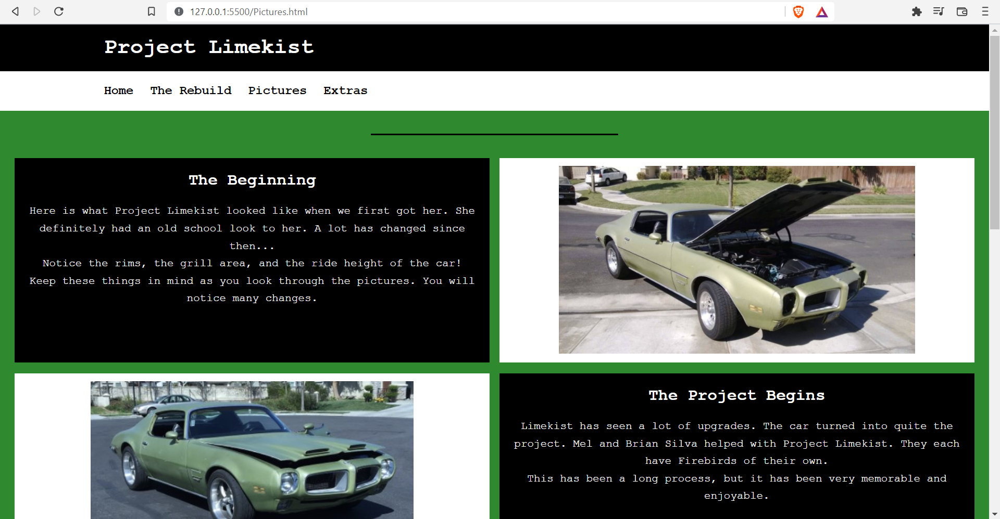 127.0.0.1:5500/Pictures.html
Project Limekist
Home The Rebuild Pictures Extras
The Beginning
Here is what Project Limekist looked like when we first got her. She
definitely had an old school look to her. A lot has changed since
then...
Notice the rims, the grill area, and the ride height of the car!
Keep these things in mind as you look through the pictures. You will
notice many changes.
The Project Begins
Limekist has seen a lot of upgrades. The car turned into quite the
project. Mel and Brian Silva helped with Project Limekist. They each
have Firebirds of their own.
This has been a long process, but it has been very memorable and
enjoyable.